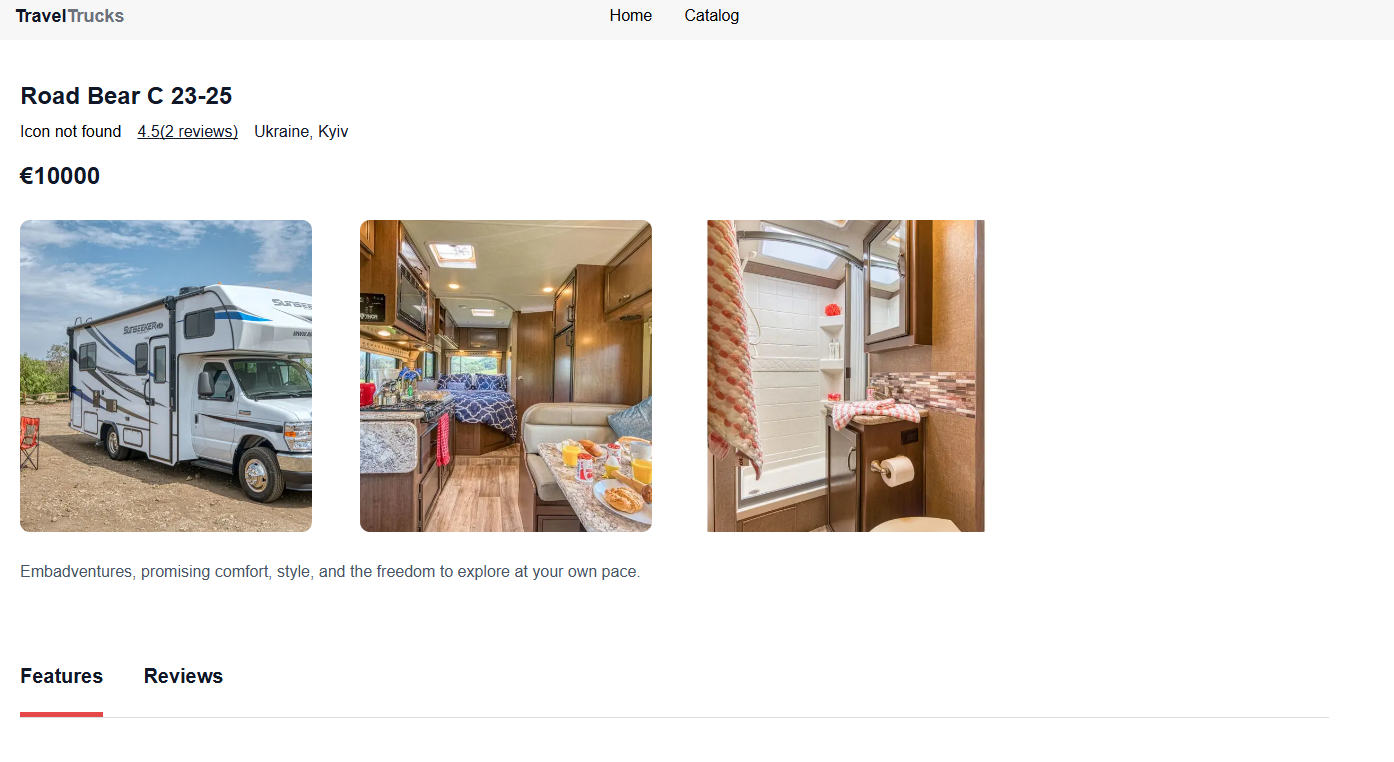 TravelTrucks Home Catalog
Road Bear C 23-25
Icon not found 4.5(2 reviews) Ukraine, Kyiv
€10000
SUNSEEKER
Embadventures, promising comfort, style, and the freedom to explore at your own pace.
Features Reviews